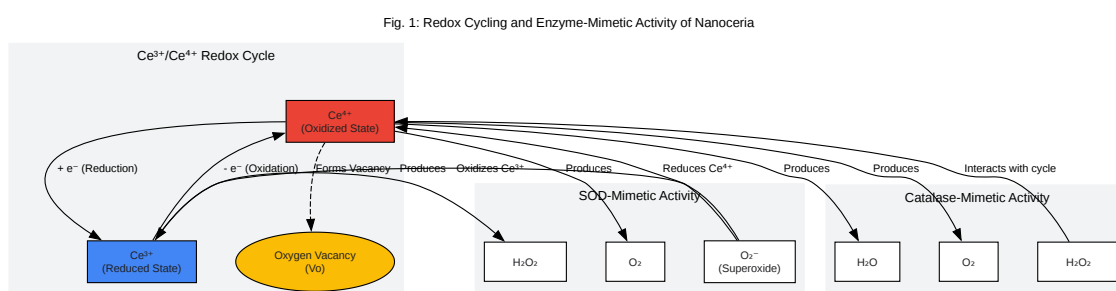 Fig. 1: Redox Cycling and Enzyme-Mimetic Activity of Nanoceria
Ce³⁺/Ce⁴⁺ Redox Cycle
Ce⁴⁺
(Oxidized State)
+ e⁻ (Reduction)
- e⁻ (Oxidation)
Forms Vacancy
Produces
Oxidizes Ce³⁺
Produces
Reduces Ce⁴⁺
Produces
Produces
Interacts with cycle
SOD-Mimetic Activity
Catalase-Mimetic Activity
Ce³⁺
(Reduced State)
Oxygen Vacancy
(Vo)
H₂O₂
O₂
O₂⁻
(Superoxide)
H₂O
O₂
H₂O₂